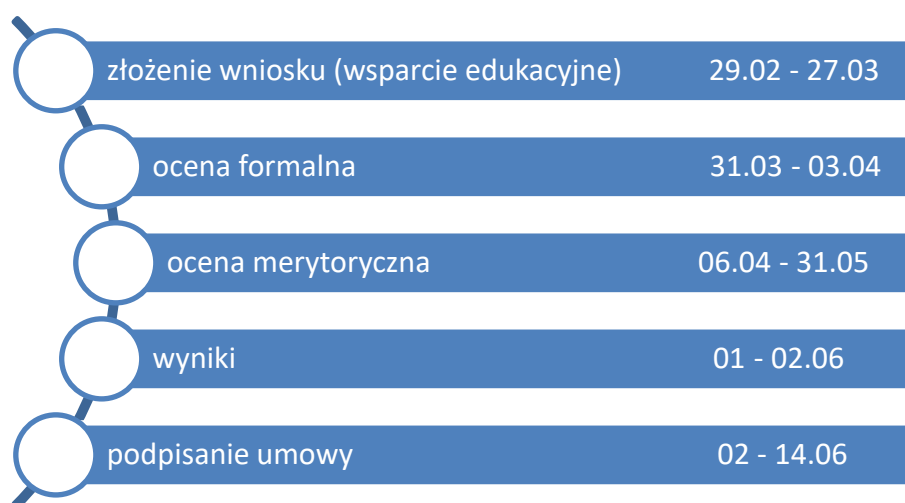 złożenie wniosku (wsparcie edukacyjne) 29.02 - 27.03
ocena formalna 31.03 - 03.04
ocena merytoryczna 06.04 - 31.05
wyniki 01 - 02.06
podpisanie umowy 02 - 14.06